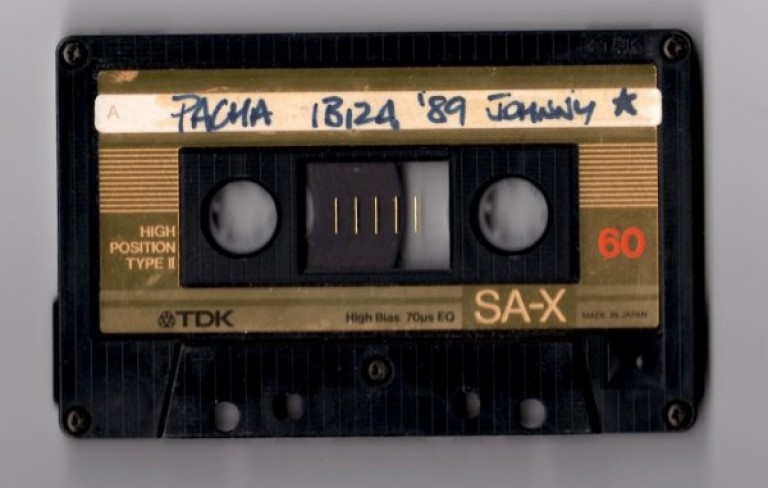 A PACHA IBIZA '89 JOHNNY ★
HIGH
POSITION
TYPE II
60
TDK
High Bias 70μs EQ
SA-X
MADE IN JAPAN